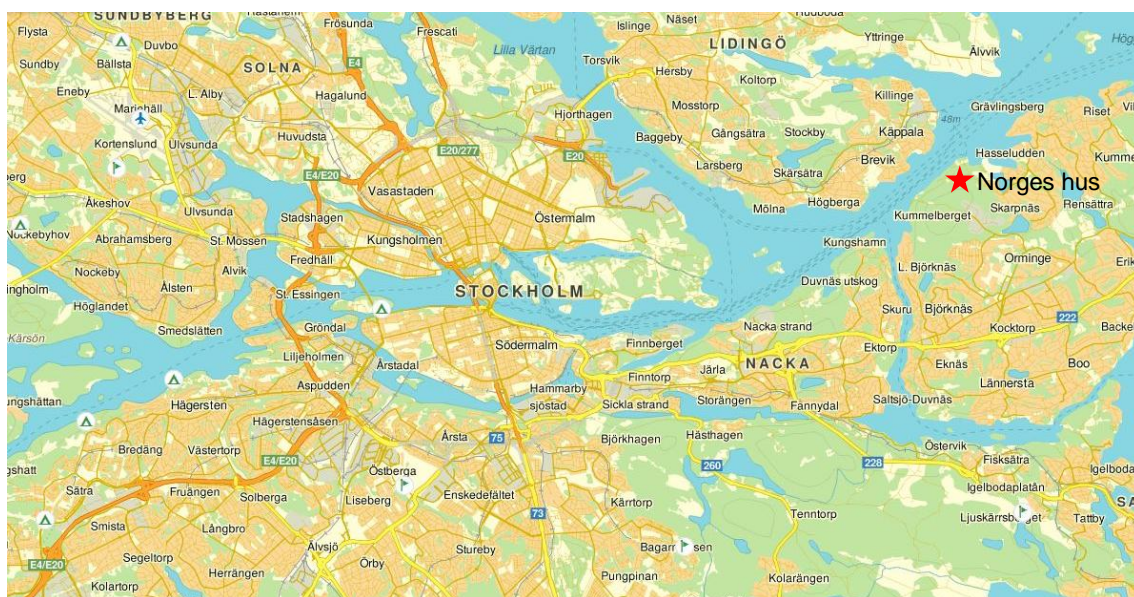 SUNDBYBERG
Frösunda
Frescati
Islinge
Näset
Flysta
Duvbo
Lilla Värtan
LIDINGÖ
Yttringe
Sundby
Bällsta
E4
Torsvik
Älvvik
SOLNA
Hersby
Eneby
L. Alby
Hagalund
Koltorp
Killinge
Mariehäll
Hjorthagen
Mosstorp
Grävlingsberg
Riset
Kortenslund
Huvudsta
Baggeby
Gångsätra
Stockby
Käppala
48m
Ulvsunda
E20/277
E20
Larsberg
Brevik
Hasseludden
E4/E20
Skärsätra
Norges hus
Vasastaden
Högberga
Åkeshov
Ulvsunda
Stadshagen
Östermalm
Mölna
Kummelberget
Skarpnäs
Rensättra
Nockebyhov
Abrahamsberg
St. Mossen
Kungsholmen
Kungshamn
Fredhäll
Orminge
Nockeby
Alvik
L. Björknäs
Ålsten
St. Essingen
STOCKHOLM
Duvnäs utskog
Höglandet
Skuru
Björknäs
222
Smedslätten
Gröndal
Nacka strand
Kocktorp
Kärsön
Liljeholmen
Södermalm
Finnberget
Ektorp
Årstadal
NACKA
Eknäs
Boo
Aspudden
Hammarby
sjöstad
Finntorp
Järla
Lännersta
Hägersten
Sickla strand
Storängen
Fännydal
Saltsjö-Duvnäs
Hägerstensåsen
Årsta
75
Björkhagen
Hästhagen
Östervik
Bredäng
Västertorp
E4/E20
260
228
Fisksätra
Östberga
Sätra
Fruängen
Solberga
Liseberg
Enskedefältet
Kärrtorp
Igelbodaplatån
73
Tenntorp
Smista
Långbro
Tattby
Segeltorp
Älvsjö
Stureby
E4/E20
Herrängen
Örby
Kolartorp
Pungpinan
Kolarängen